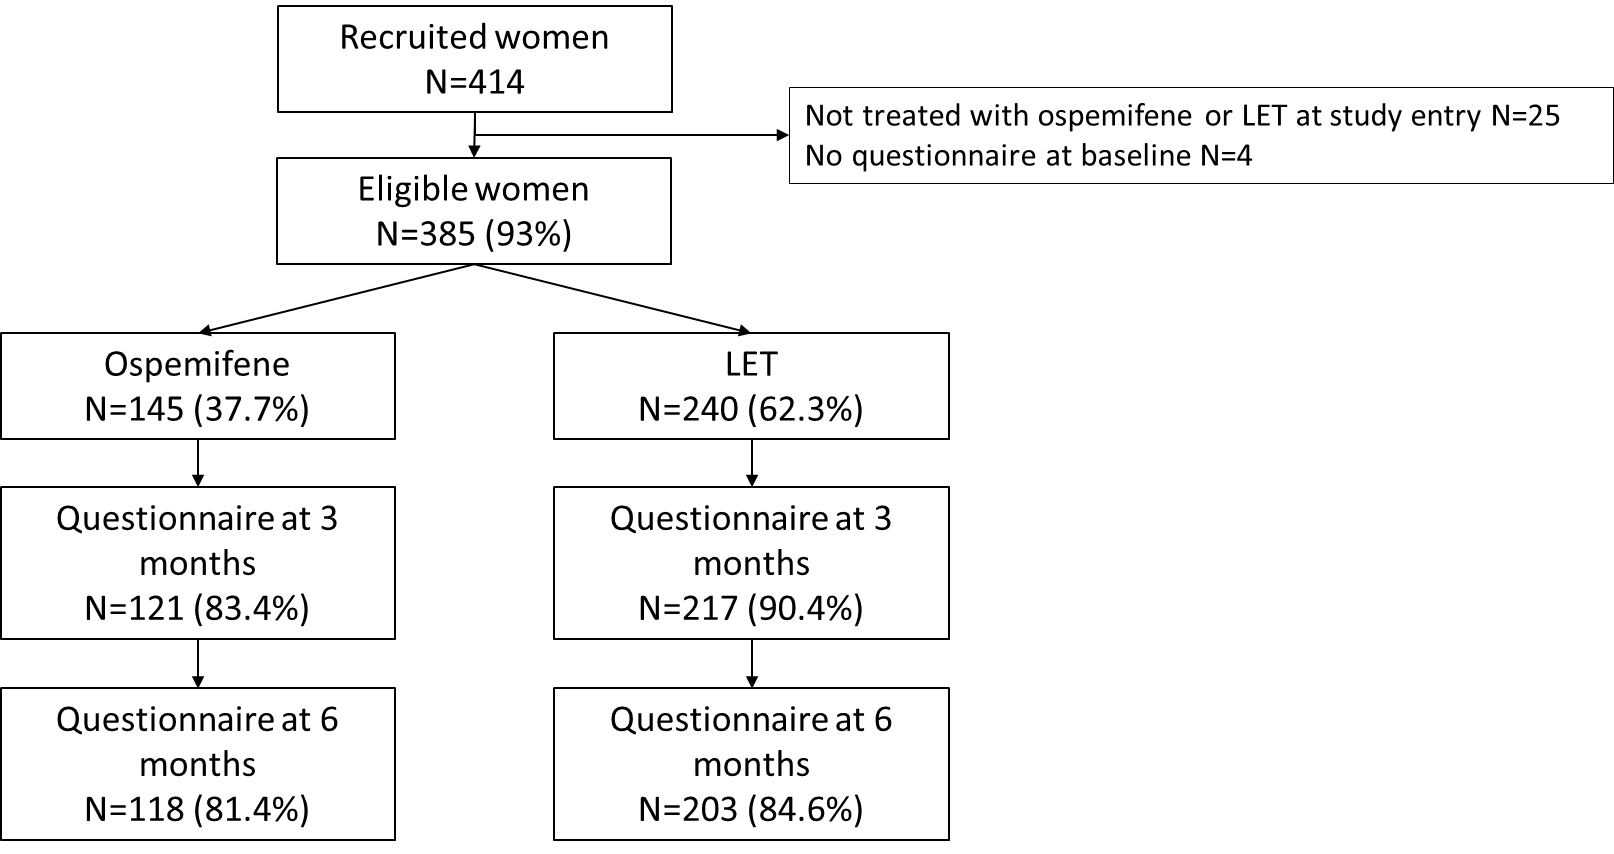 Recruited women
N=414
Not treated with ospemifene or LET at study entry N=25
No questionnaire at baseline N=4
Eligible women
N=385 (93%)
Ospemifene
N=145 (37.7%)
LET
N=240 (62.3%)
Questionnaire at 3
months
N=121 (83.4%)
Questionnaire at 3
months
N=217 (90.4%)
Questionnaire at 6
months
N=118 (81.4%)
Questionnaire at 6
months
N=203 (84.6%)